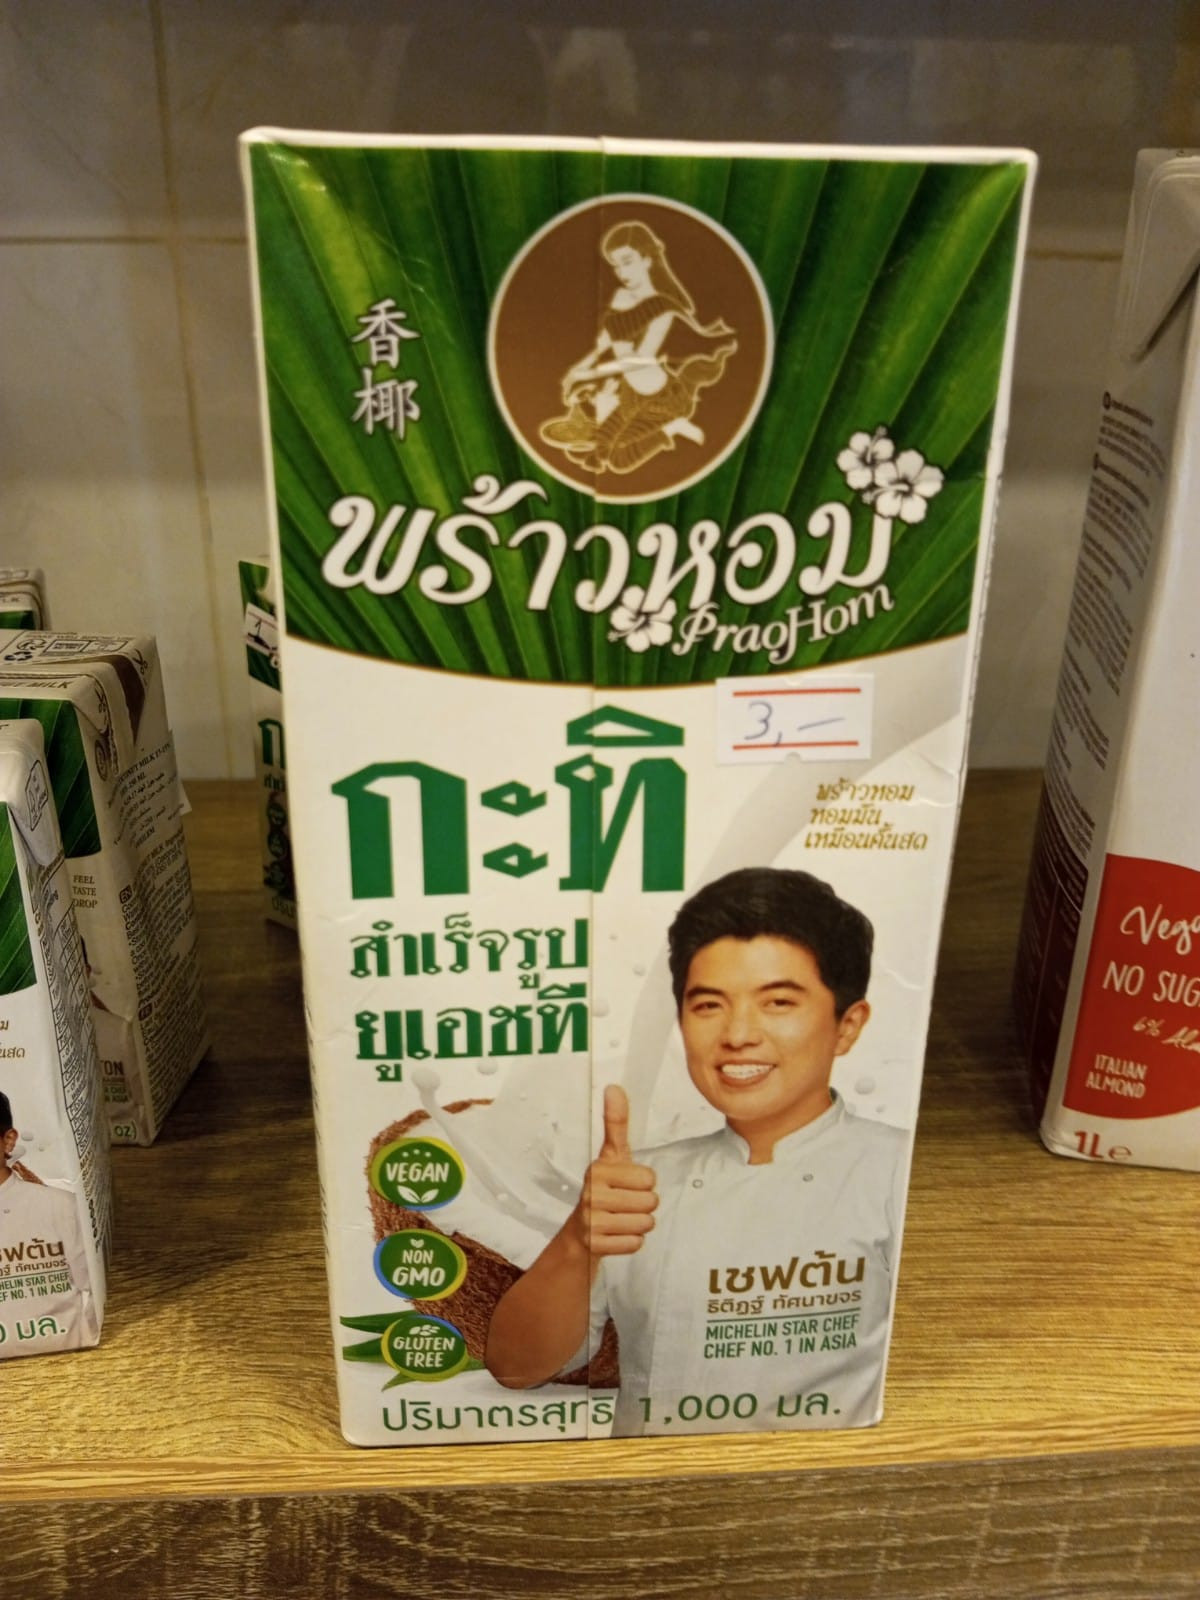 香
椰
พร้าวหอม
PraoHom
3,-
กะทิ
สำเร็จรูป
ยูเอชที
พร้าวหอม
หอมมัน
เหมือนคั้นสด
VEGAN
NON
GMO
GLUTEN
FREE
เชฟต้น
ธิติฏฐ์ ทัศนาขจร
MICHELIN STAR CHEF
CHEF NO. 1 IN ASIA
ปริมาตรสุทธิ 1,000 มล.
FEEL
TASTE
DROP
OZ)
NO SUG
ITALIAN
ALMOND
1L e